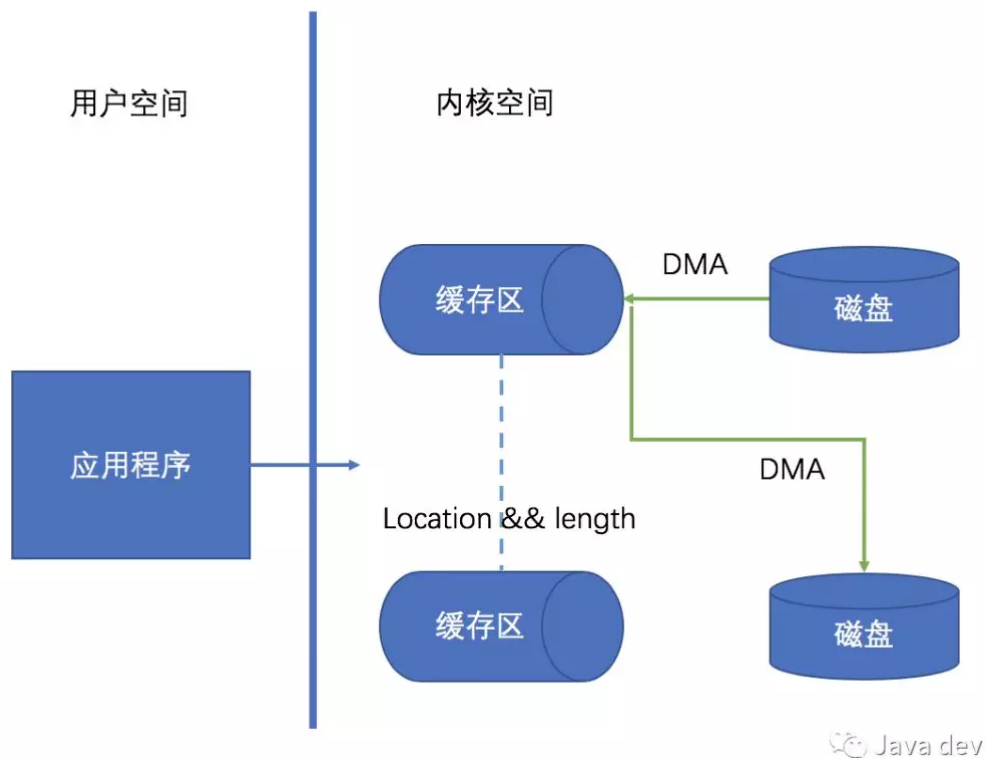 用户空间
内核空间
DMA
缓存区
磁盘
应用程序
DMA
Location && length
缓存区
磁盘
Java dev